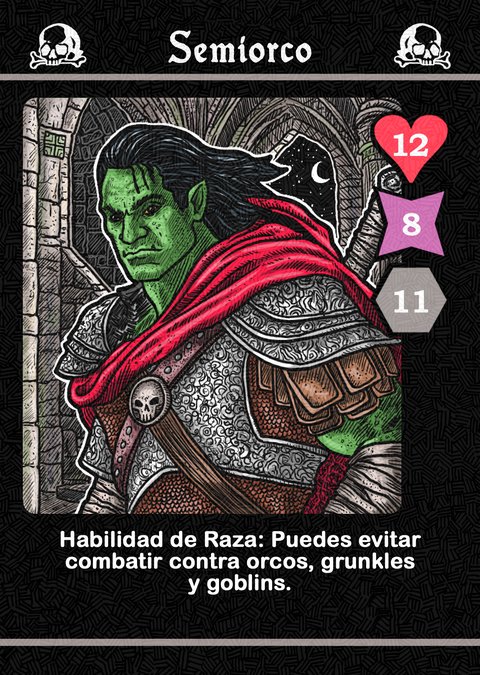 Semiorco
12
8
11
Habilidad de Raza: Puedes evitar
combatir contra orcos, grunkles
y goblins.